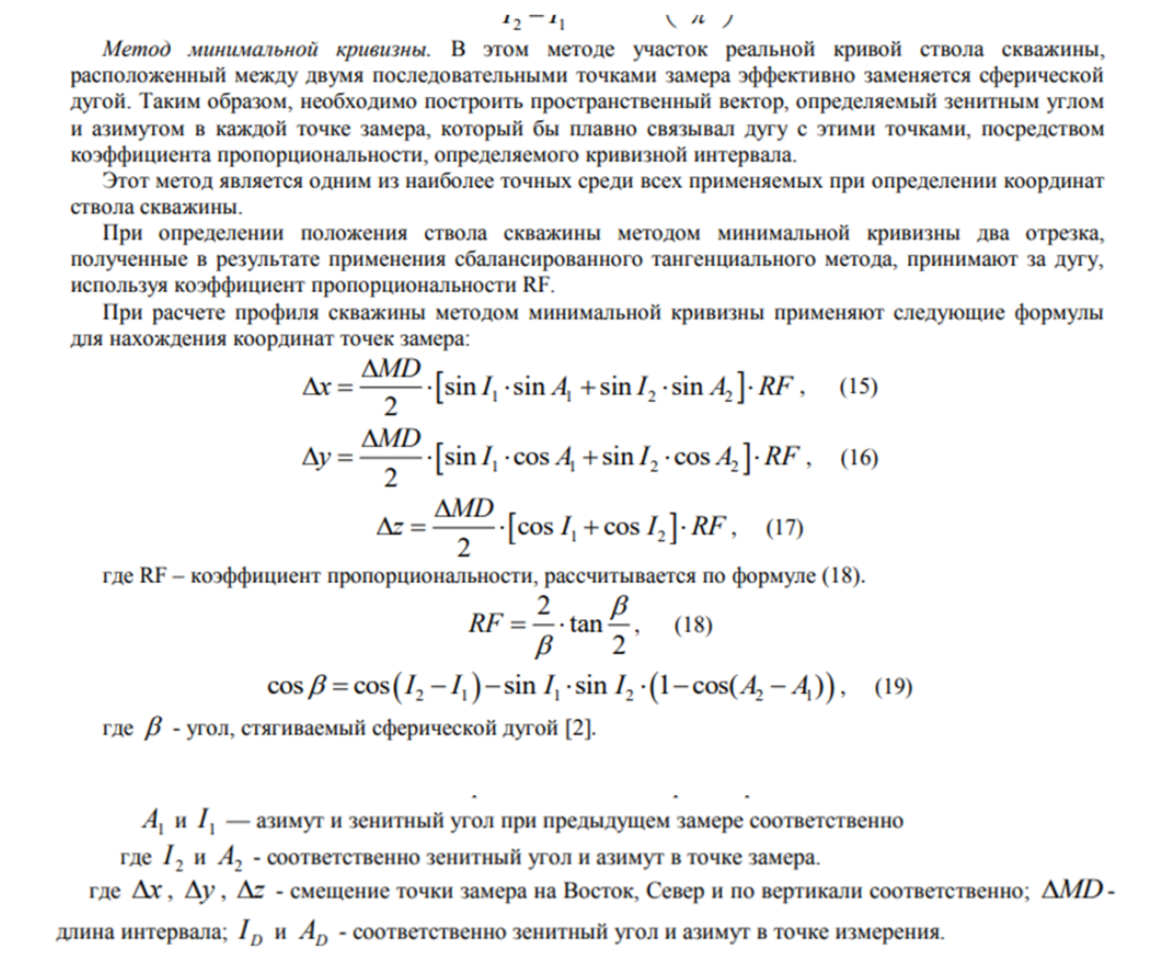 Метод минимальной кривизны. В этом методе участок реальной кривой ствола скважины,
расположенный между двумя последовательными точками замера эффективно заменяется сферической
дугой. Таким образом, необходимо построить пространственный вектор, определяемый зенитным углом
и азимутом в каждой точке замера, который бы плавно связывал дугу с этими точками, посредством
коэффициента пропорциональности, определяемого кривизной интервала.
Этот метод является одним из наиболее точных среди всех применяемых при определении координат
ствола скважины.
При определении положения ствола скважины методом минимальной кривизны два отрезка,
полученные в результате применения сбалансированного тангенциального метода, принимают за дугу,
используя коэффициент пропорциональности RF.
При расчете профиля скважины методом минимальной кривизны применяют следующие формулы
для нахождения координат точек замера:
Δx = ΔMD/2 · [sin I₁ · sin A₁ + sin I₂ · sin A₂] · RF , (15)
Δy = ΔMD/2 · [sin I₁ · cos A₁ + sin I₂ · cos A₂] · RF , (16)
Δz = ΔMD/2 · [cos I₁ + cos I₂] · RF , (17)
где RF – коэффициент пропорциональности, рассчитывается по формуле (18).
RF = 2/β · tan β/2 , (18)
cos β = cos(I₂ − I₁) − sin I₁ · sin I₂ · (1 − cos(A₂ − A₁)) , (19)
где β - угол, стягиваемый сферической дугой [2].
A₁ и I₁ — азимут и зенитный угол при предыдущем замере соответственно
где I₂ и A₂ - соответственно зенитный угол и азимут в точке замера.
где Δx , Δy , Δz - смещение точки замера на Восток, Север и по вертикали соответственно; ΔMD -
длина интервала; I_D и A_D - соответственно зенитный угол и азимут в точке измерения.